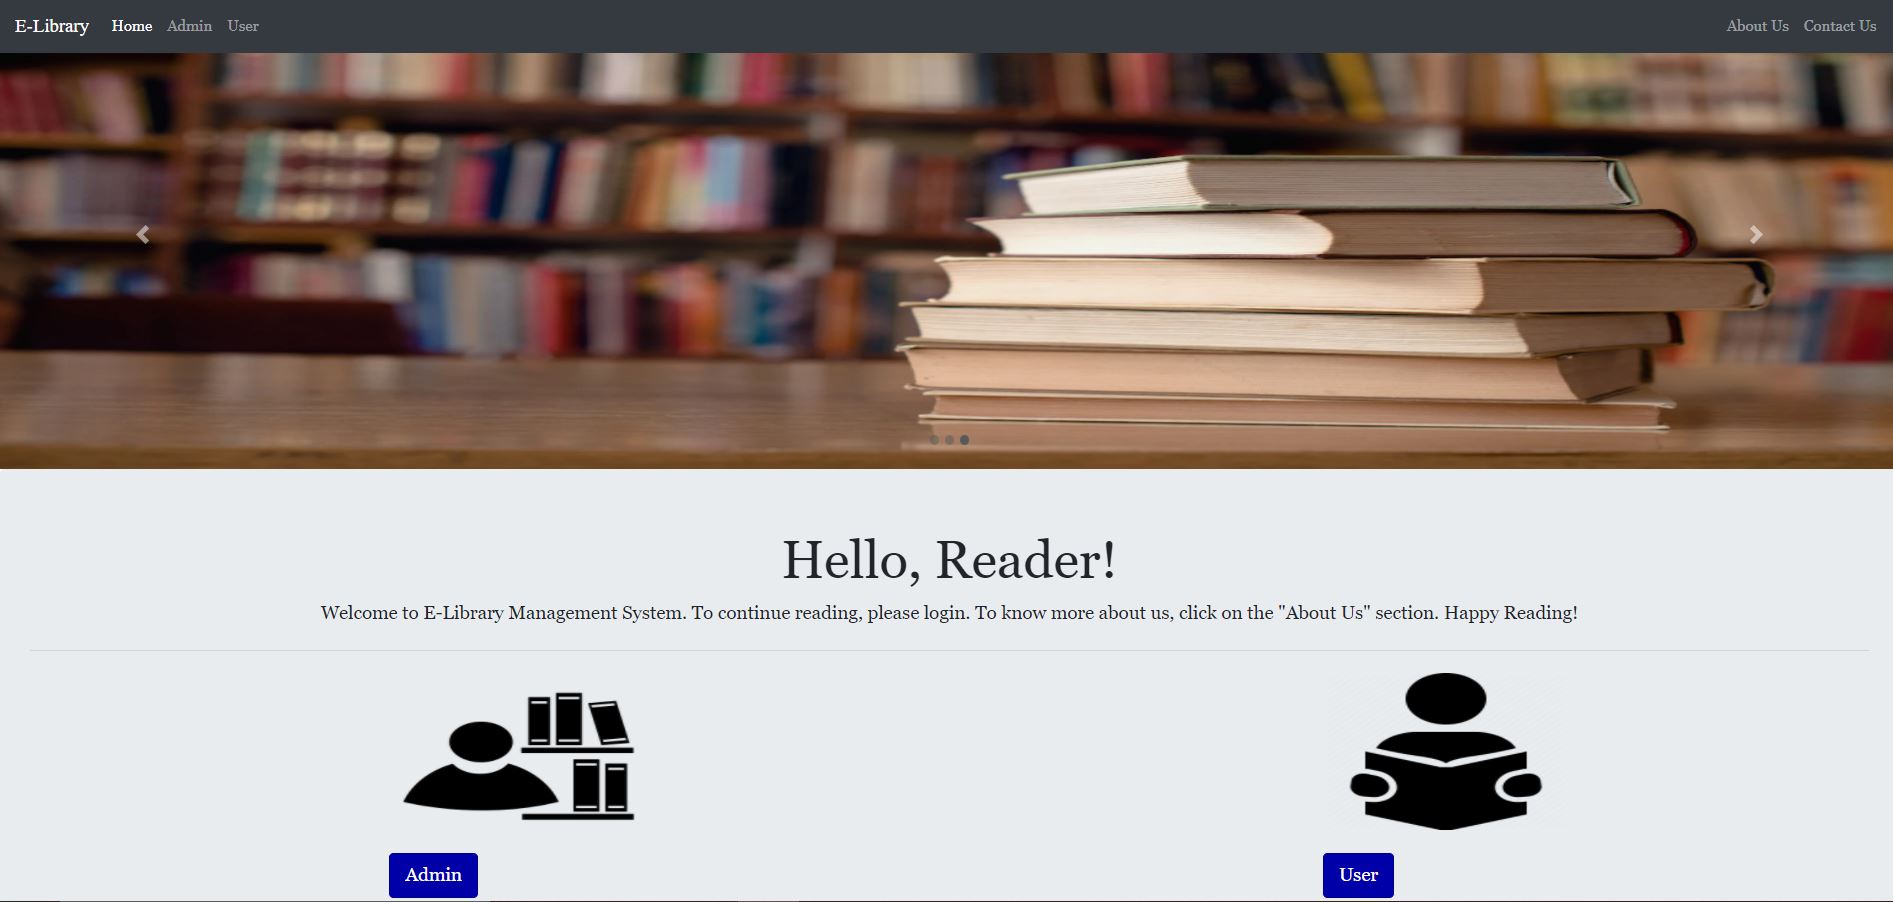 E-Library Home Admin User About Us Contact Us
Hello, Reader!
Welcome to E-Library Management System. To continue reading, please login. To know more about us, click on the "About Us" section. Happy Reading!
Admin User